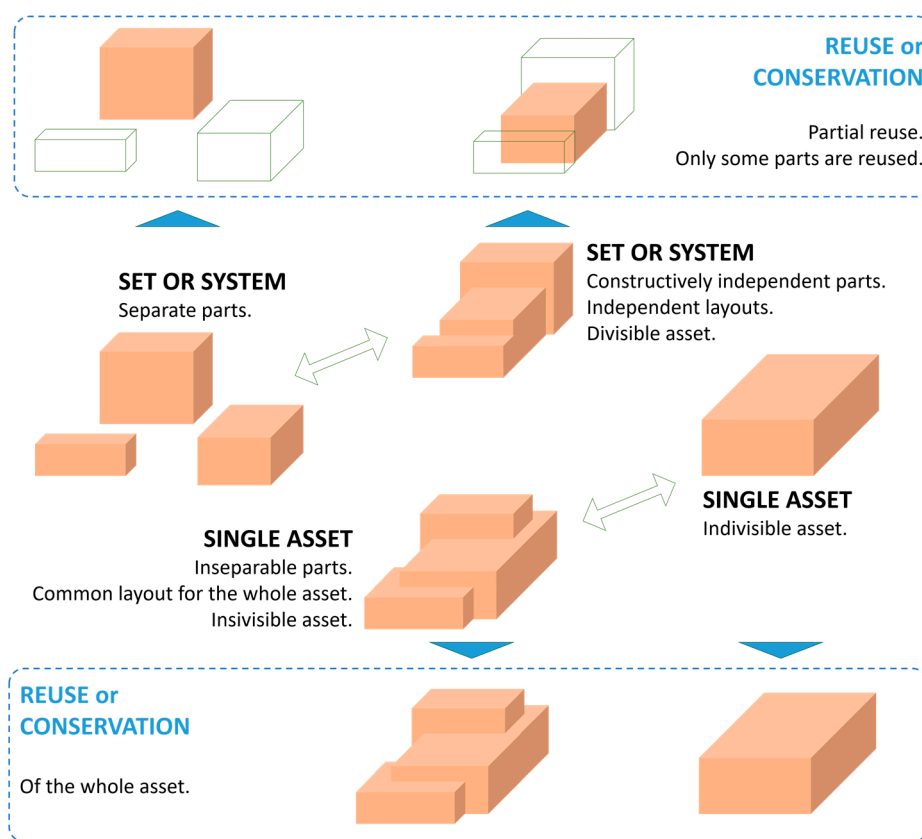 REUSE or
CONSERVATION
Partial reuse.
Only some parts are reused.
SET OR SYSTEM
Separate parts.
SET OR SYSTEM
Constructively independent parts.
Independent layouts.
Divisible asset.
SINGLE ASSET
Indivisible asset.
SINGLE ASSET
Inseparable parts.
Common layout for the whole asset.
Insivisible asset.
REUSE or
CONSERVATION
Of the whole asset.